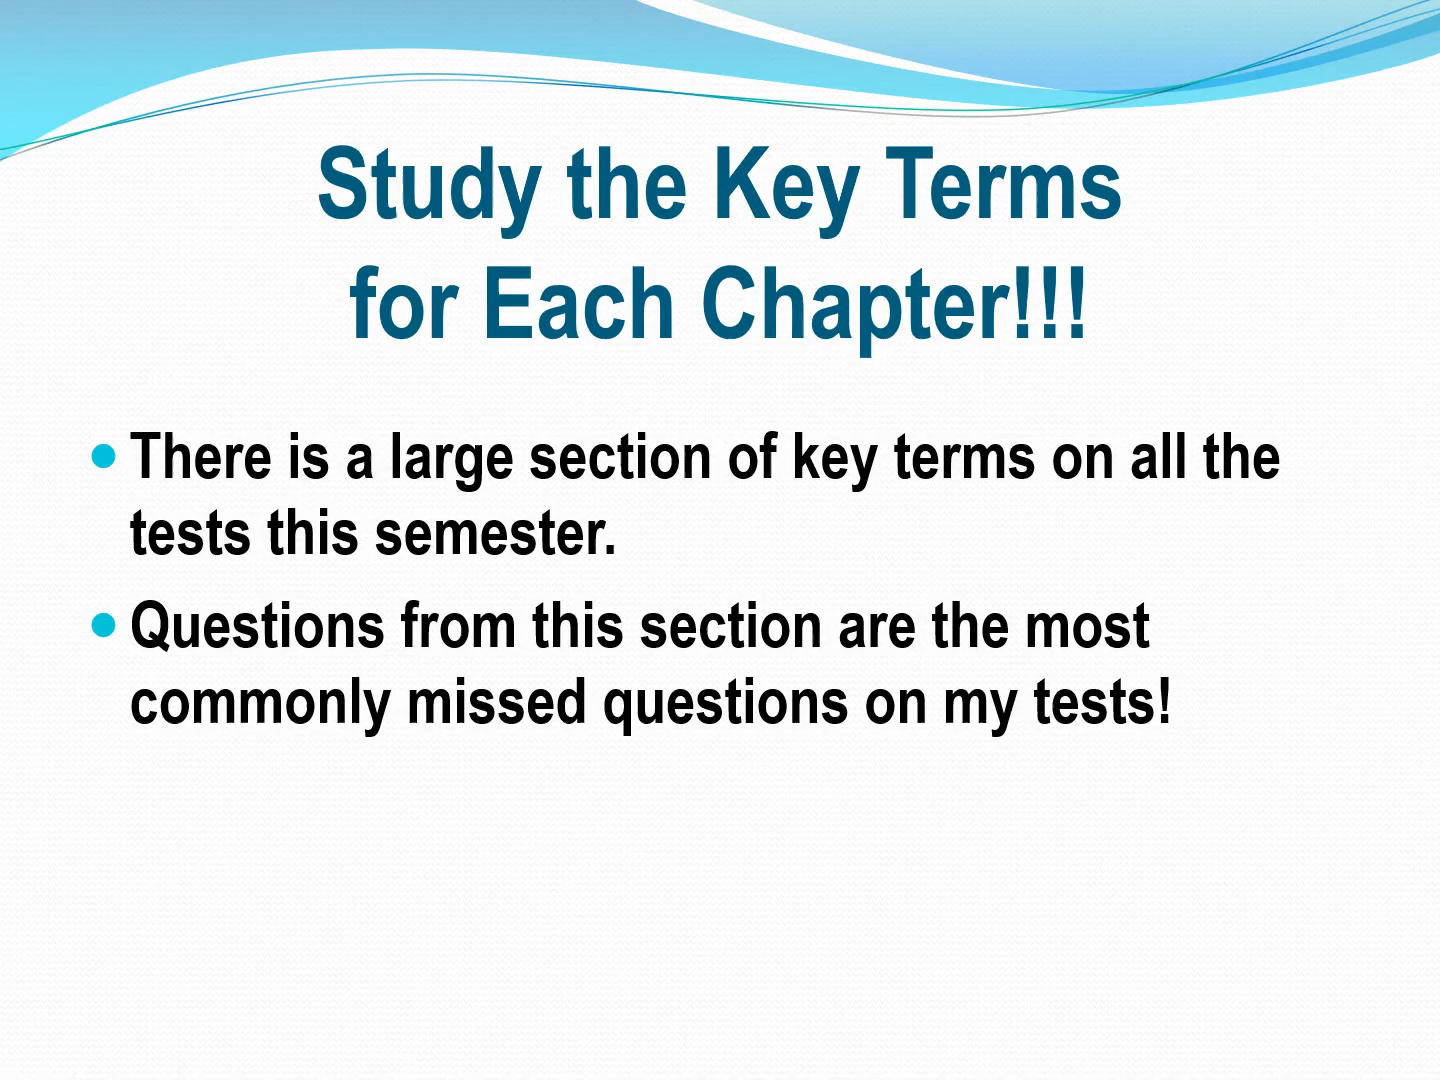 Study the Key Terms
for Each Chapter!!!
• There is a large section of key terms on all the
tests this semester.
• Questions from this section are the most
commonly missed questions on my tests!